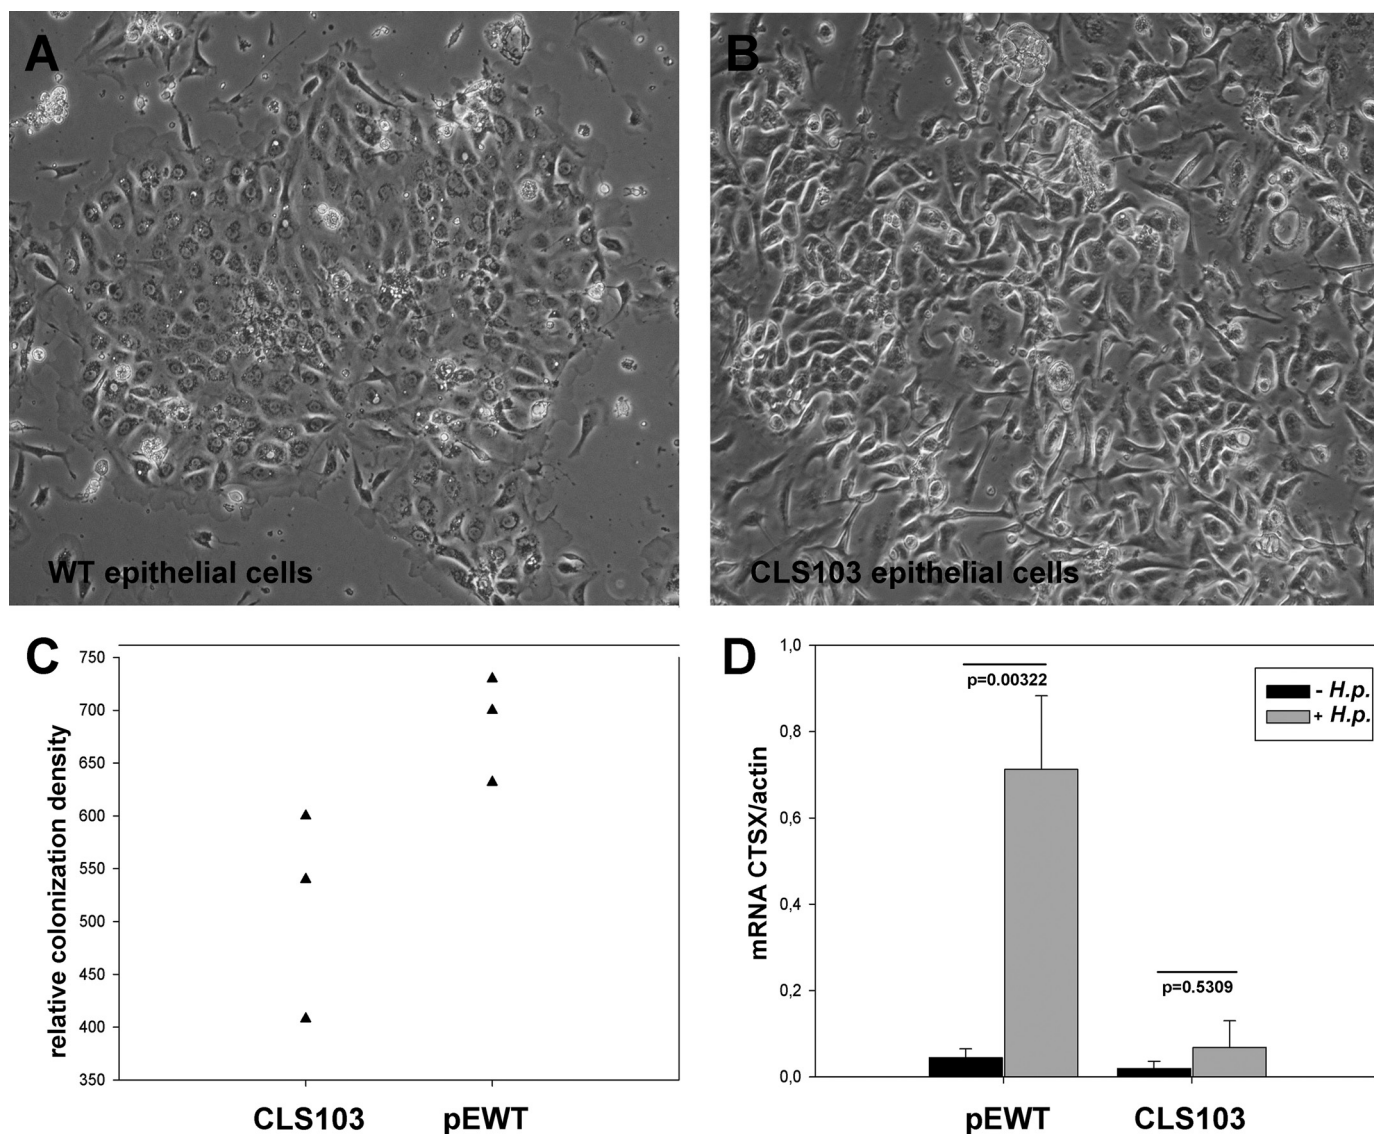 A
B
WT epithelial cells
CLS103 epithelial cells
C
relative colonization density
750
700
650
600
550
500
450
400
350
CLS103
pEWT
D
mRNA CTSX/actin
1,0
0,8
0,6
0,4
0,2
0,0
p=0.00322
p=0.5309
- H.p.
+ H.p.
pEWT
CLS103